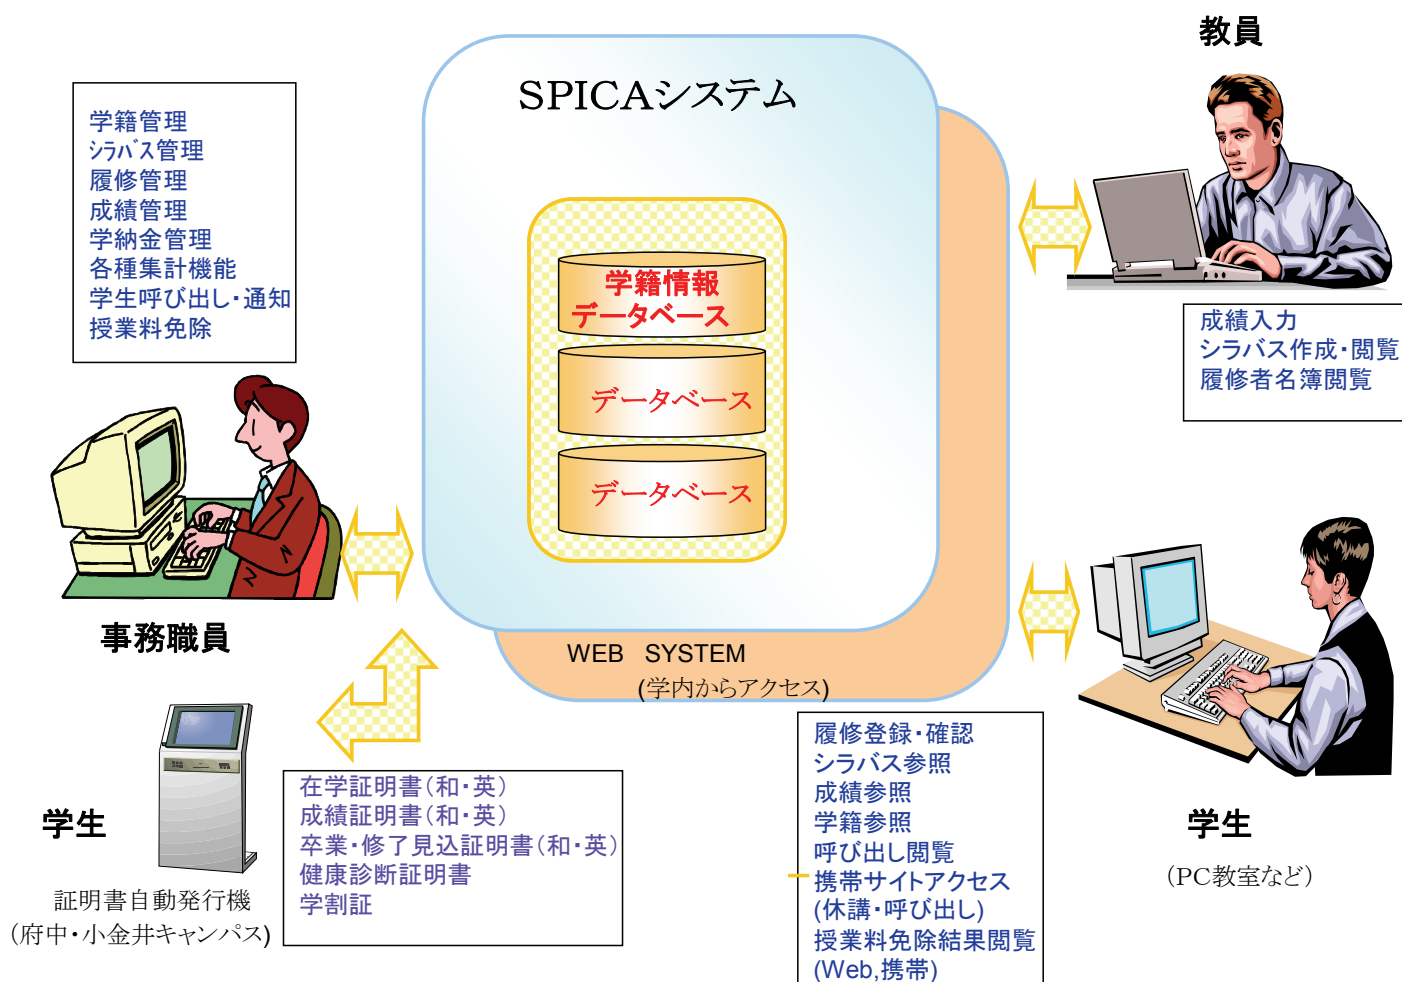 教員
SPICAシステム
学籍管理
シラバス管理
履修管理
成績管理
学納金管理
各種集計機能
学生呼び出し・通知
授業料免除
学籍情報
データベース
データベース
データベース
成績入力
シラバス作成・閲覧
履修者名簿閲覧
事務職員
WEB SYSTEM
(学内からアクセス)
学生
証明書自動発行機
(府中・小金井キャンパス)
在学証明書(和・英)
成績証明書(和・英)
卒業・修了見込証明書(和・英)
健康診断証明書
学割証
履修登録・確認
シラバス参照
成績参照
学籍参照
呼び出し閲覧
携帯サイトアクセス
(休講・呼び出し)
授業料免除結果閲覧
(Web,携帯)
学生
(PC教室など)